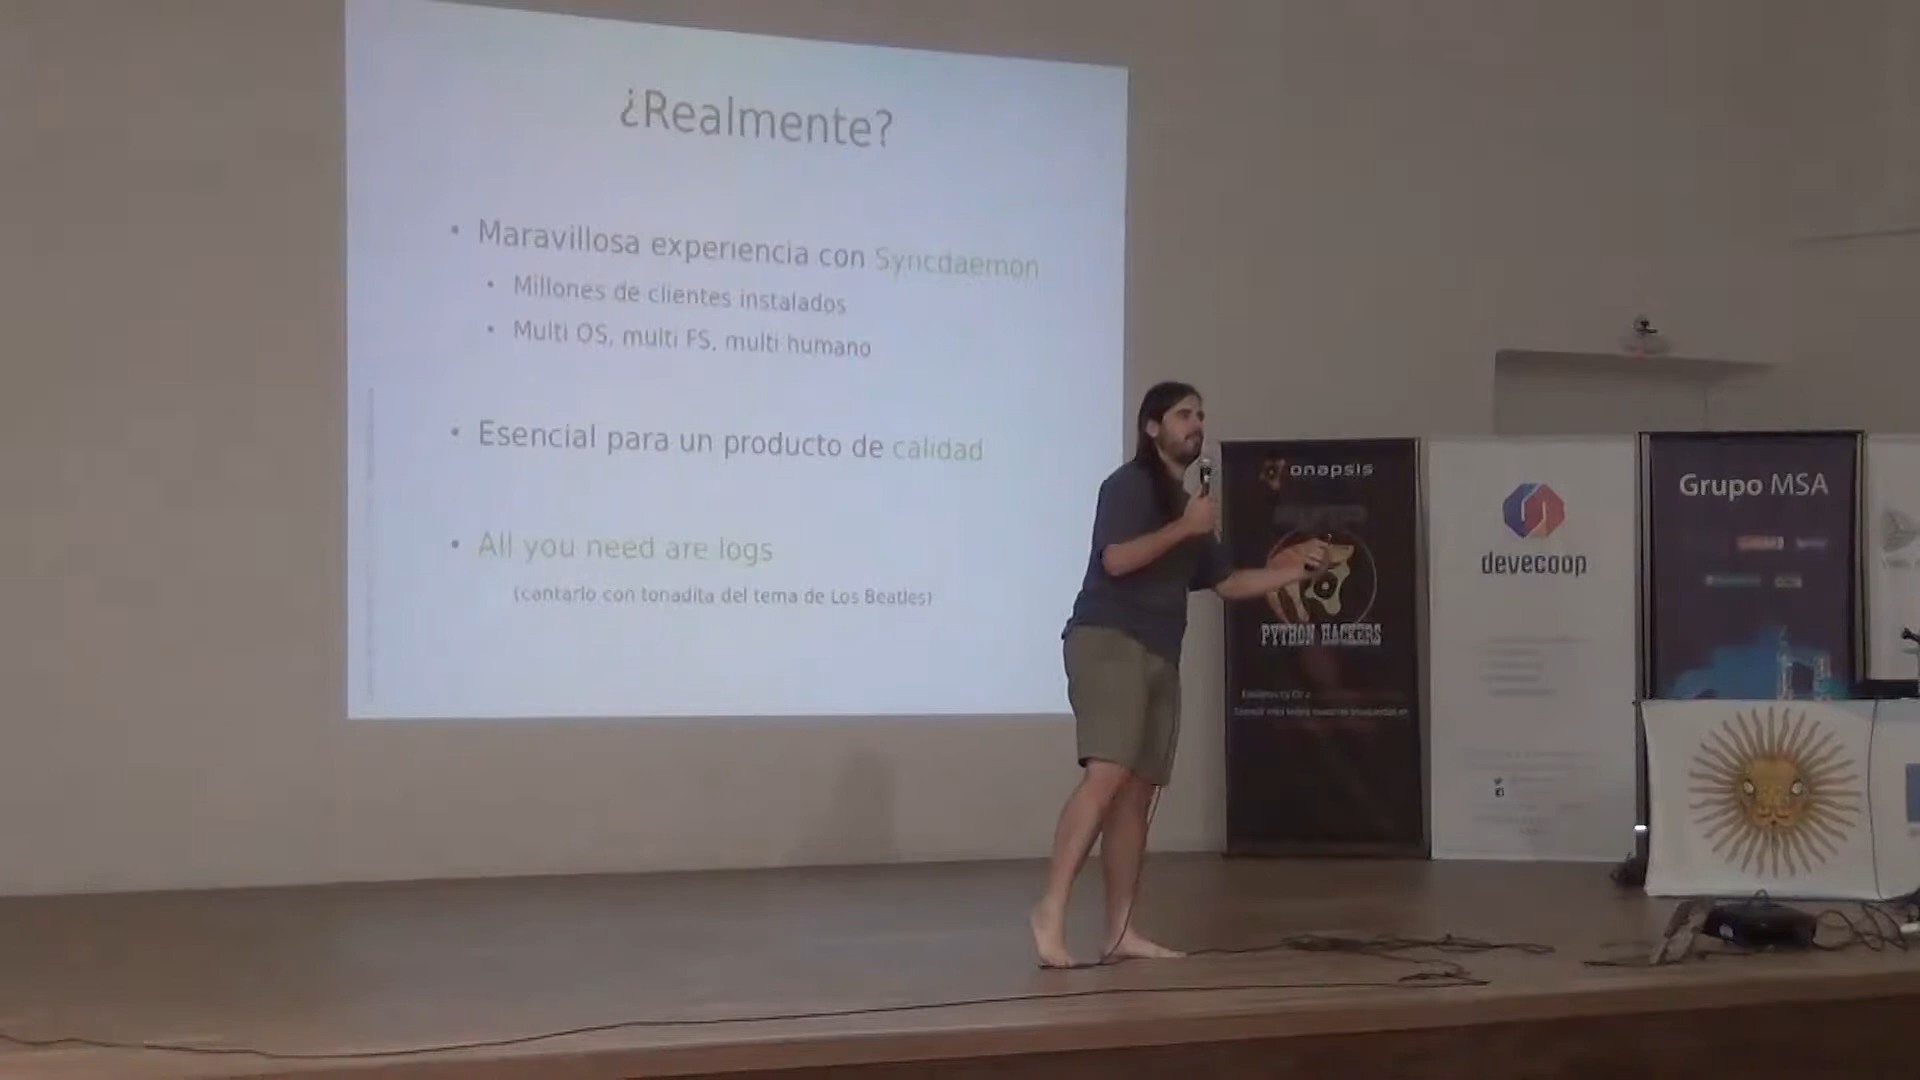 ¿Realmente?
• Maravillosa experiencia con Syncdaemon
• Millones de clientes instalados
• Multi OS, multi FS, multi humano
• Esencial para un producto de calidad
• All you need are logs
(cantarlo con tonadita del tema de Los Beatles)
onapsis
PYTHON HACKERS
devecoop
Grupo MSA